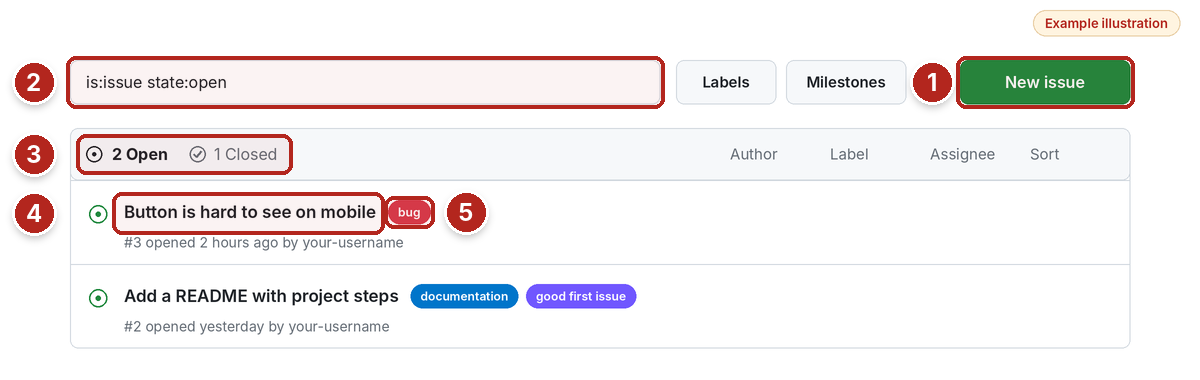 Example illustration
2 is:issue state:open Labels Milestones 1 New issue
3 2 Open 1 Closed Author Label Assignee Sort
4 Button is hard to see on mobile bug 5
#3 opened 2 hours ago by your-username
Add a README with project steps documentation good first issue
#2 opened yesterday by your-username